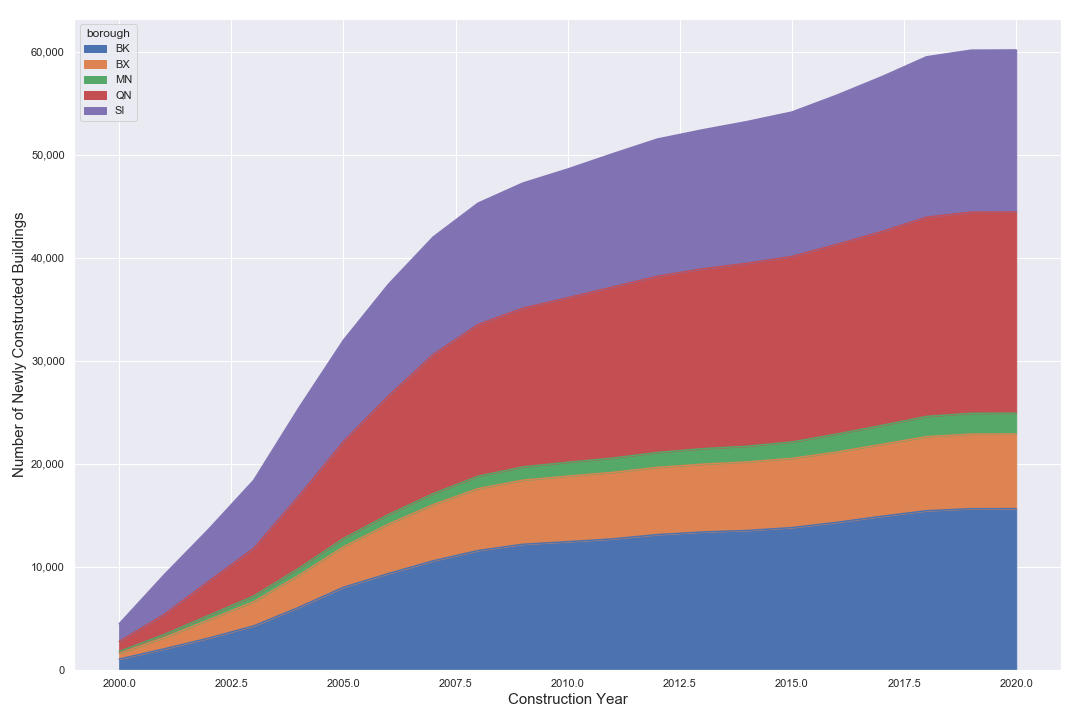 borough
BK
BX
MN
QN
SI
60,000
50,000
40,000
30,000
20,000
10,000
0
Number of Newly Constructed Buildings
2000.0 2002.5 2005.0 2007.5 2010.0 2012.5 2015.0 2017.5 2020.0
Construction Year